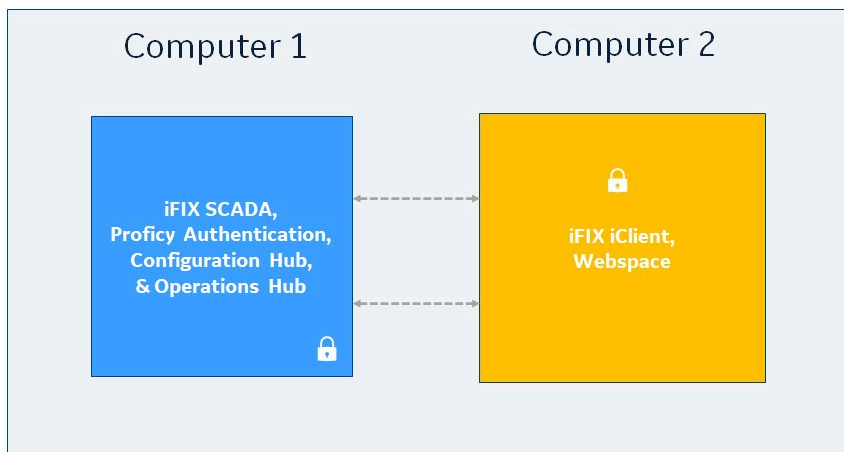 Computer 1
Computer 2
iFIX SCADA,
Proficy Authentication,
Configuration Hub,
& Operations Hub
iFIX iClient,
Webspace